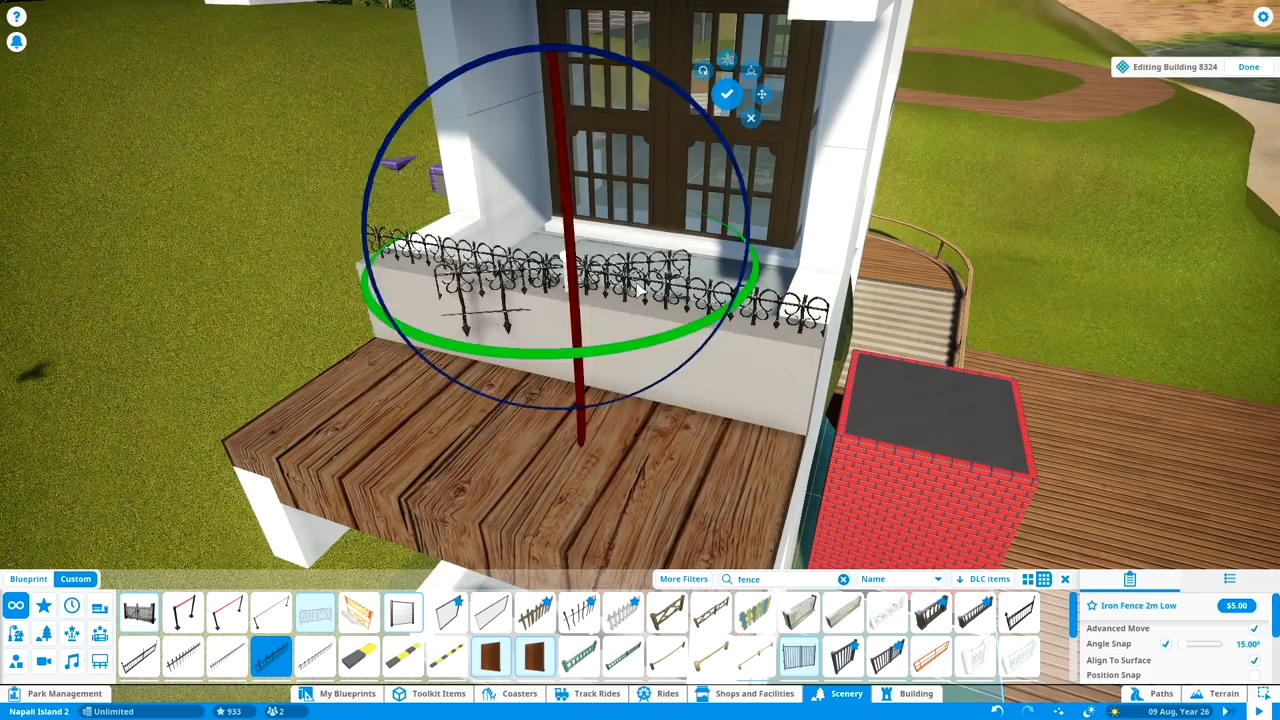 ?
Editing Building 8324 Done
Blueprint Custom More Filters fence Name DLC items
Iron Fence 2m Low $5.00
Advanced Move
Angle Snap 15.00°
Align To Surface
Position Snap
Park Management My Blueprints Toolkit Items Coasters Track Rides Rides Shops and Facilities Scenery Building Paths Terrain
Napali Island 2 Unlimited 933 2 09 Aug, Year 26